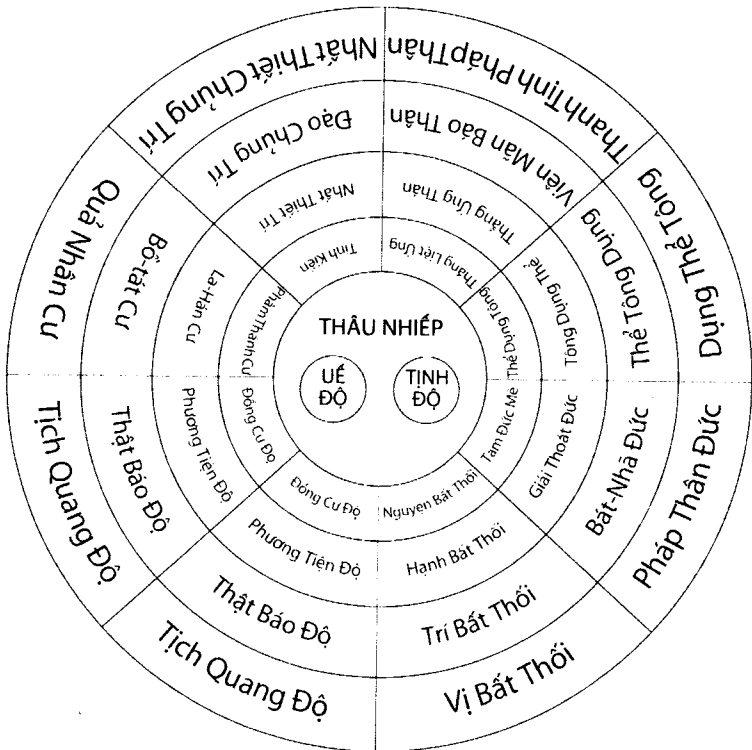 Nhất Thiết Chủng Trí
Thanh Tịnh Pháp Thân
Dụng Thể Tông
Pháp Thân Đức
Vị Bất Thối
Tịch Quang Độ
Tịch Quang Độ
Quả Nhân Cư
Đạo Chủng Trí
Viên Mãn Báo Thân
Thể Tông Dụng
Bát-Nhã Đức
Trí Bất Thối
Thật Báo Độ
Thật Báo Độ
Bồ-tát Cư
Nhất Thiết Trí
Thắng Ứng Thân
Tông Dụng Thể
Giải Thoát Đức
Hạnh Bất Thối
Phương Tiện Độ
Phương Tiện Độ
La-Hán Cư
Tình Kiến
Thắng Liệt Ứng
Thể Dụng Tông
Tam Đức Mê
Nguyện Bất Thối
Đồng Cư Độ
Đồng Cư Độ
Phàm Thánh Cư
THÂU NHIẾP
UẾ
ĐỘ
TỊNH
ĐỘ